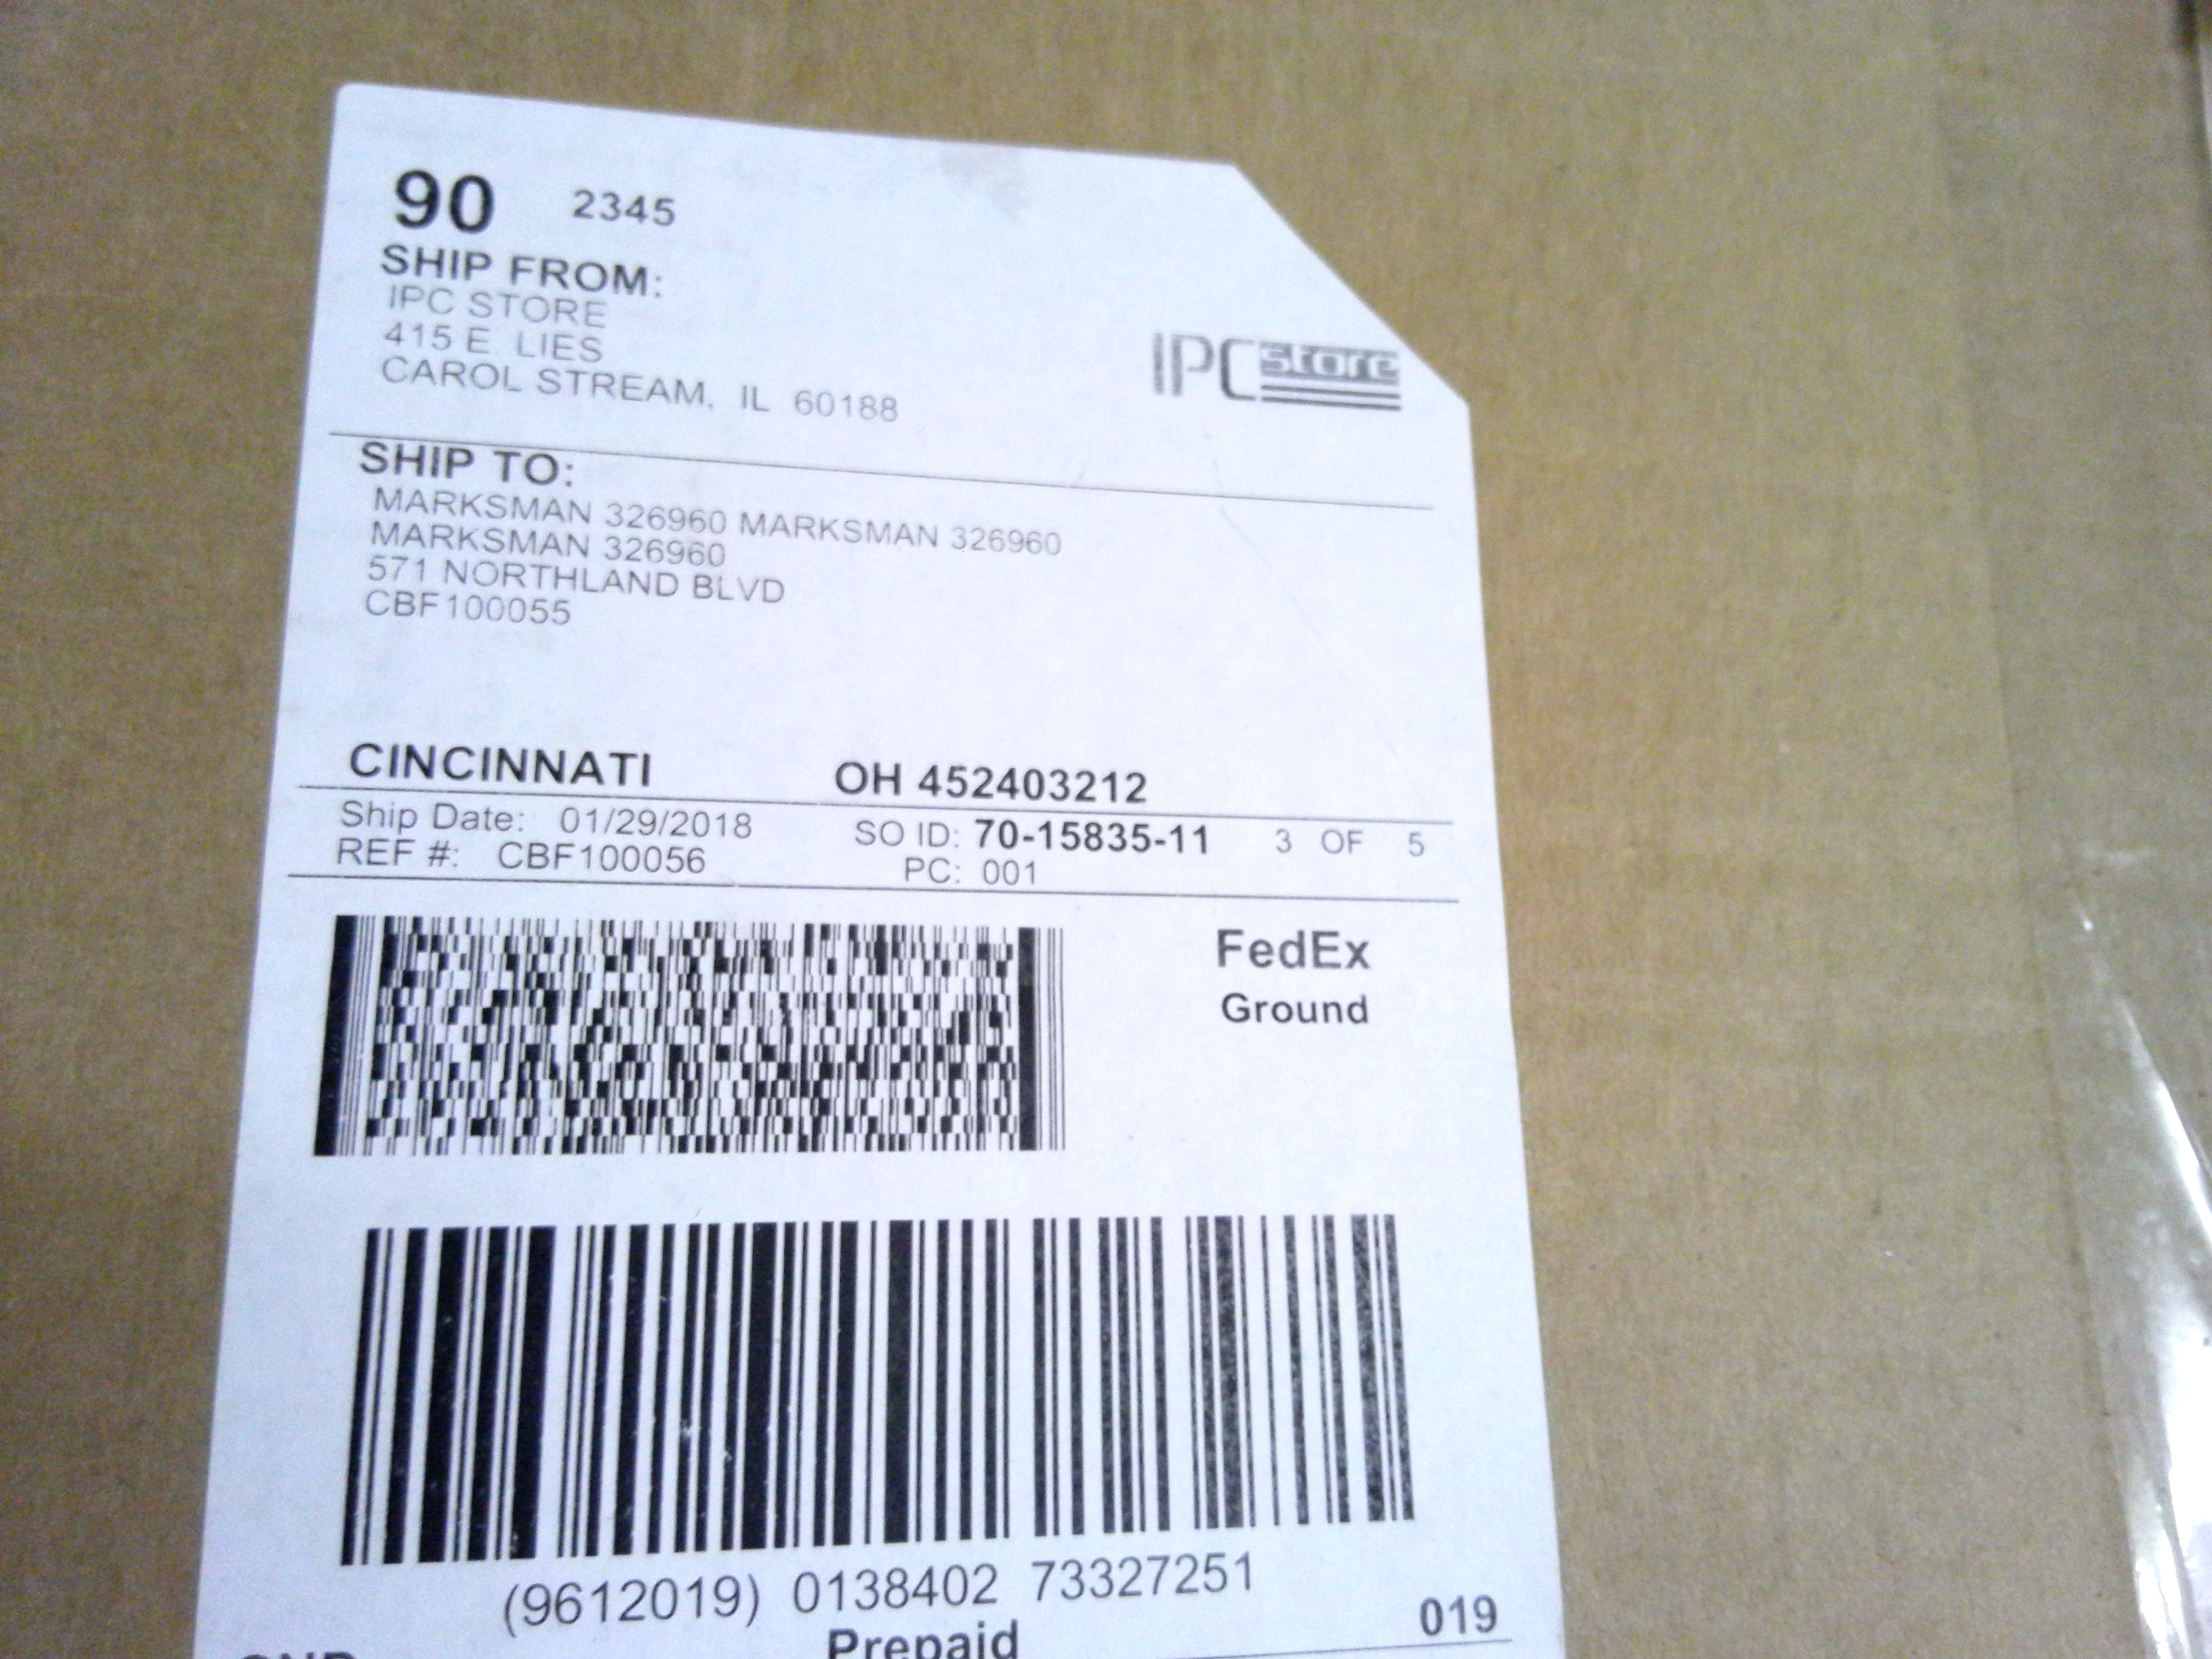 90 2345
SHIP FROM:
IPC STORE
415 E. LIES
CAROL STREAM, IL 60188
IPC store
SHIP TO:
MARKSMAN 326960 MARKSMAN 326960
MARKSMAN 326960
571 NORTHLAND BLVD
CBF100055
CINCINNATI OH 452403212
Ship Date: 01/29/2018 SO ID: 70-15835-11 3 OF 5
REF #: CBF100056 PC: 001
FedEx
Ground
(9612019) 0138402 73327251
Prepaid 019